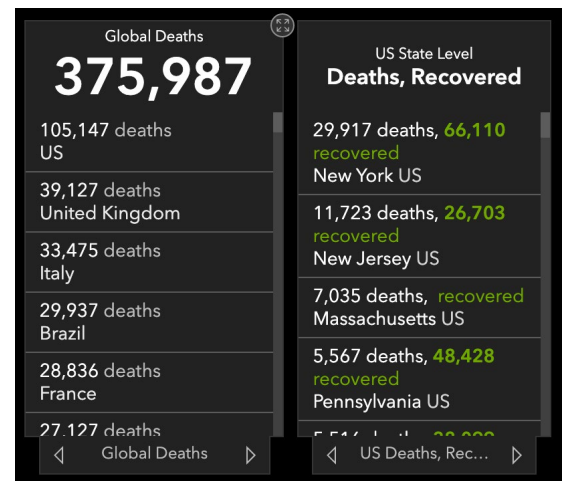 Global Deaths
375,987
105,147 deaths
US
39,127 deaths
United Kingdom
33,475 deaths
Italy
29,937 deaths
Brazil
28,836 deaths
France
27,127 deaths
Global Deaths
US State Level
Deaths, Recovered
29,917 deaths, 66,110
recovered
New York US
11,723 deaths, 26,703
recovered
New Jersey US
7,035 deaths, recovered
Massachusetts US
5,567 deaths, 48,428
recovered
Pennsylvania US
US Deaths, Rec...